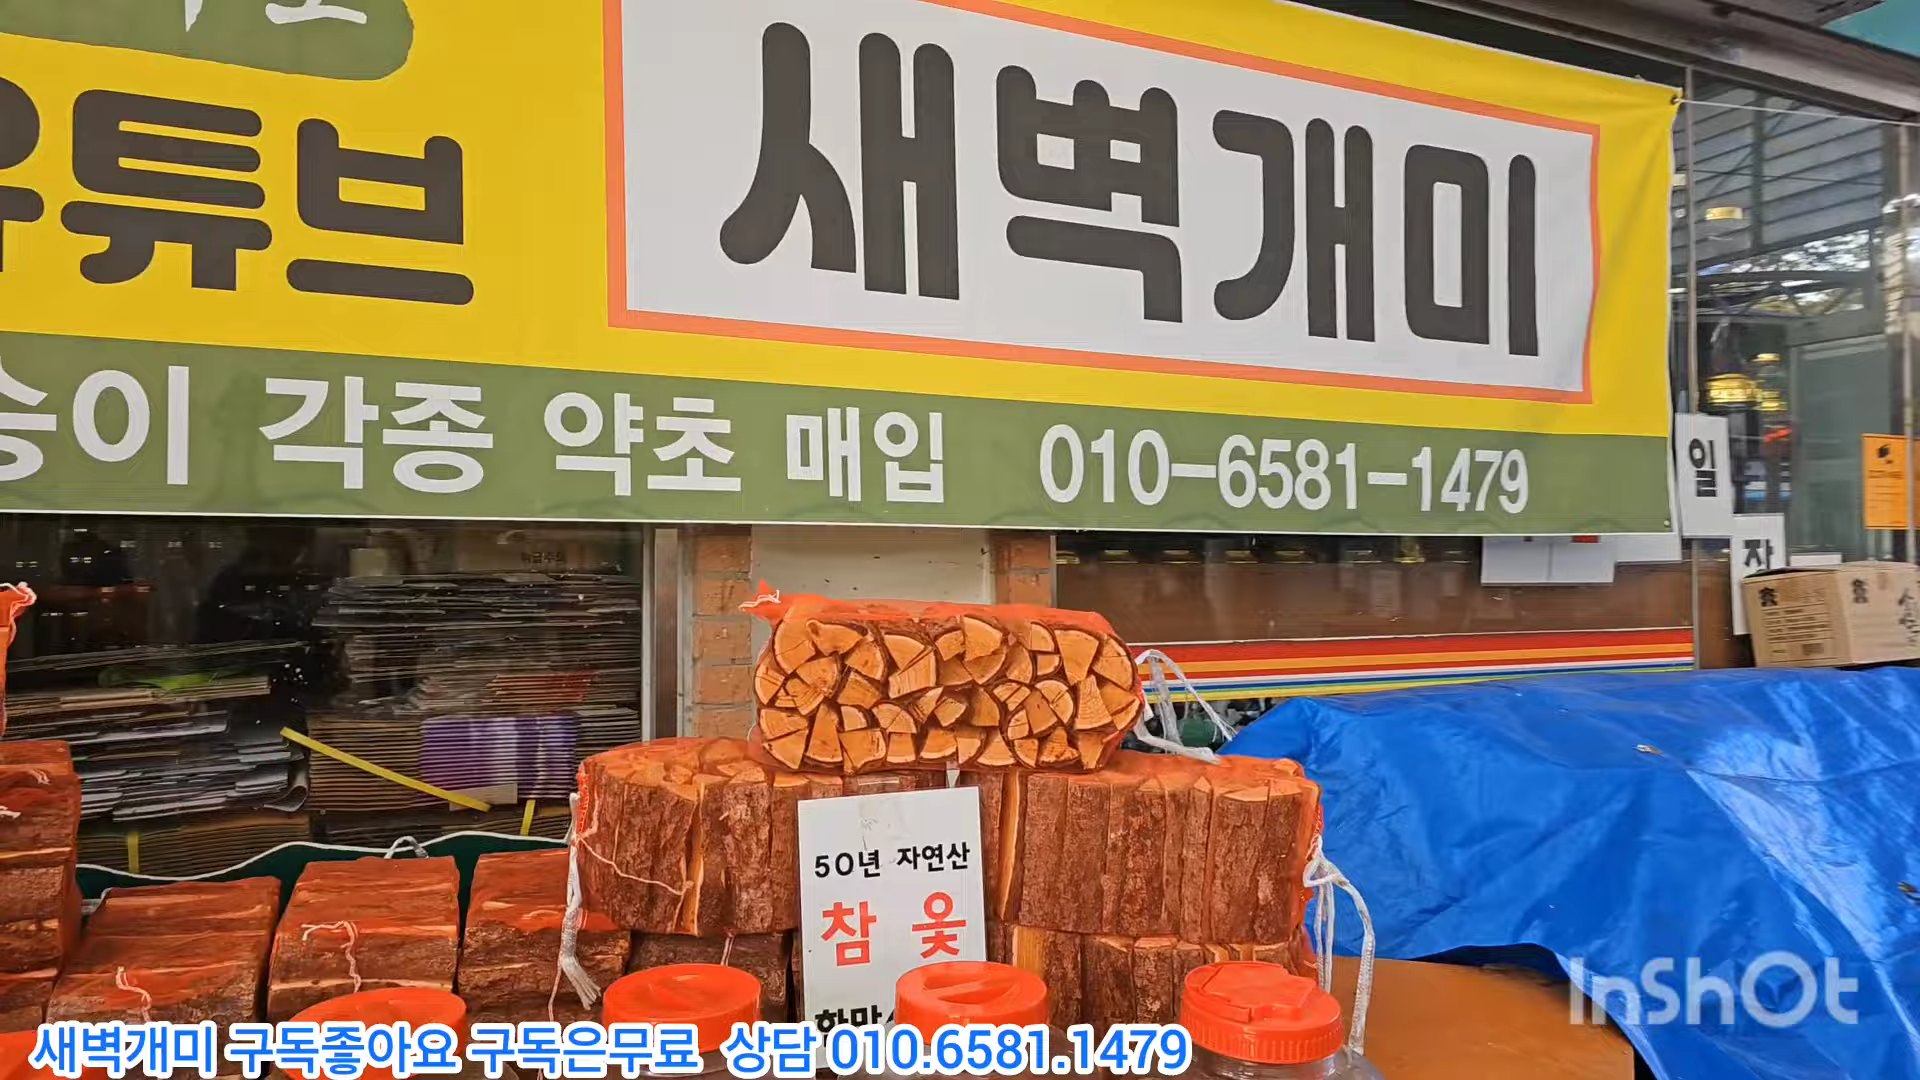 유튜브
새벽개미
송이 각종 약초 매입 010-6581-1479
일
50년 자연산
참 옻
새벽개미 구독좋아요 구독은무료 상담 010.6581.1479
InShOt